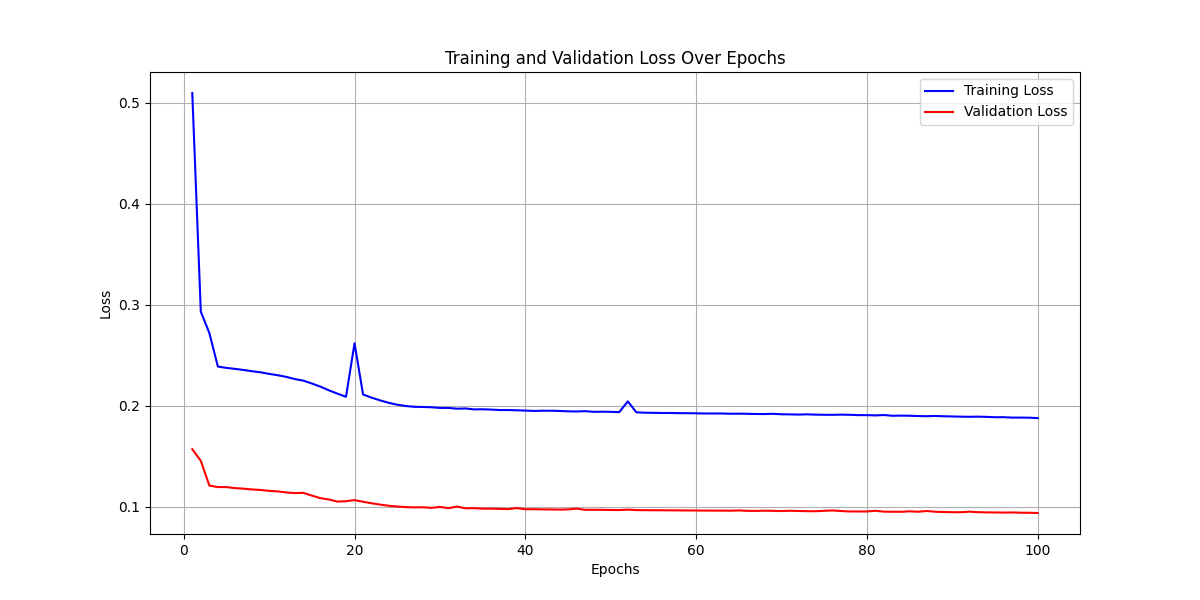 Training and Validation Loss Over Epochs
Training Loss
Validation Loss
Loss
0.5
0.4
0.3
0.2
0.1
0 20 40 60 80 100
Epochs